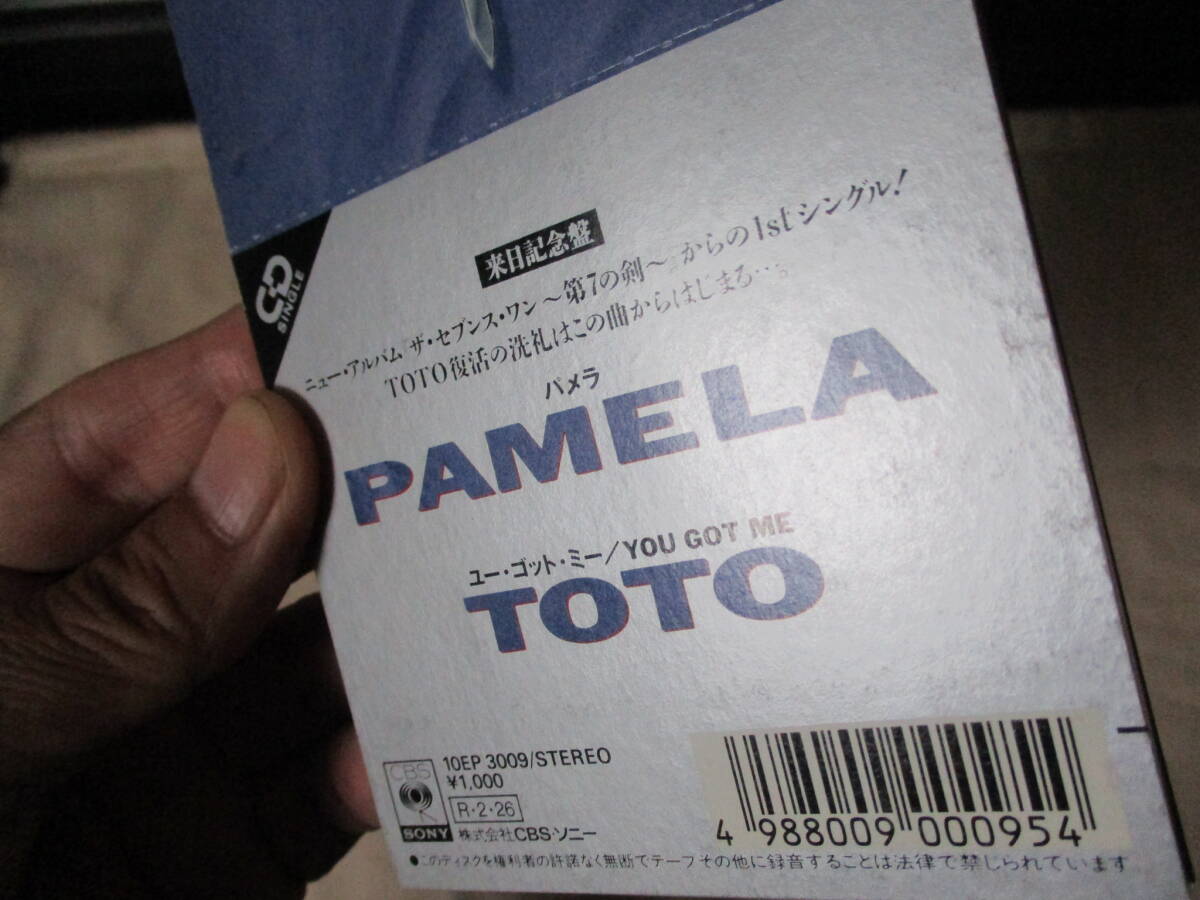 CD
SINGLE
来日記念盤
ニュー・アルバム「ザ・セブンス・ワン〜第7の剣〜」からの1stシングル!
TOTO復活の洗礼はこの曲からはじまる…。
パメラ
PAMELA
ユー・ゴット・ミー/YOU GOT ME
TOTO
CBS
SONY
10EP 3009/STEREO
¥1,000
R・2・26
株式会社CBS・ソニー
4 988009 000954
●このディスクを権利者の許諾なく無断でテープその他に録音することは法律で禁じられています